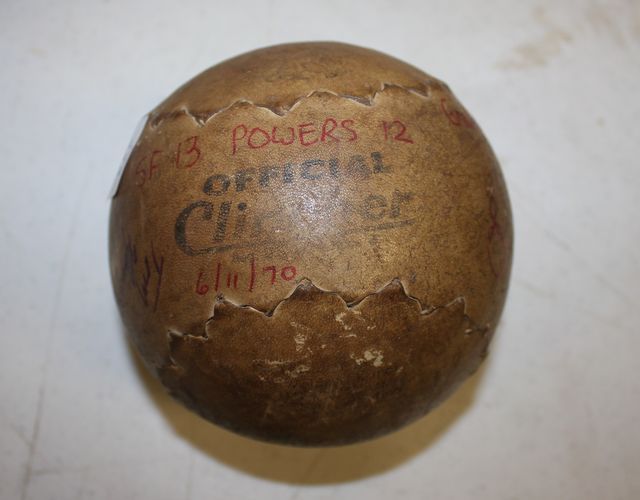 SF 13 POWERS 12
OFFICIAL
Clincher
6/11/70